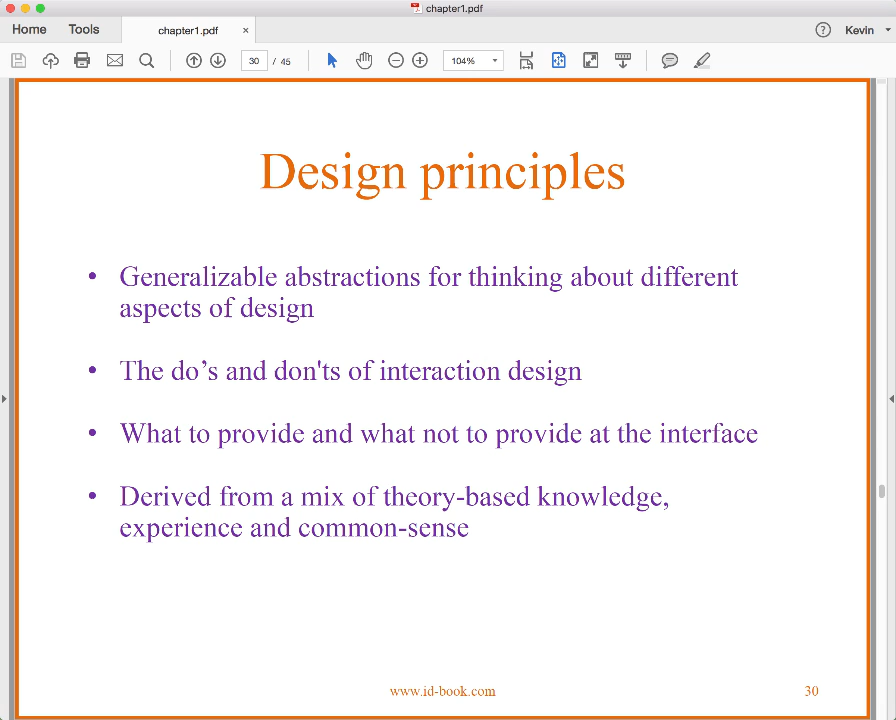 chapter1.pdf
Home Tools chapter1.pdf × ? Kevin
30 / 45 104%
Design principles
• Generalizable abstractions for thinking about different
aspects of design
• The do’s and don'ts of interaction design
• What to provide and what not to provide at the interface
• Derived from a mix of theory-based knowledge,
experience and common-sense
www.id-book.com 30